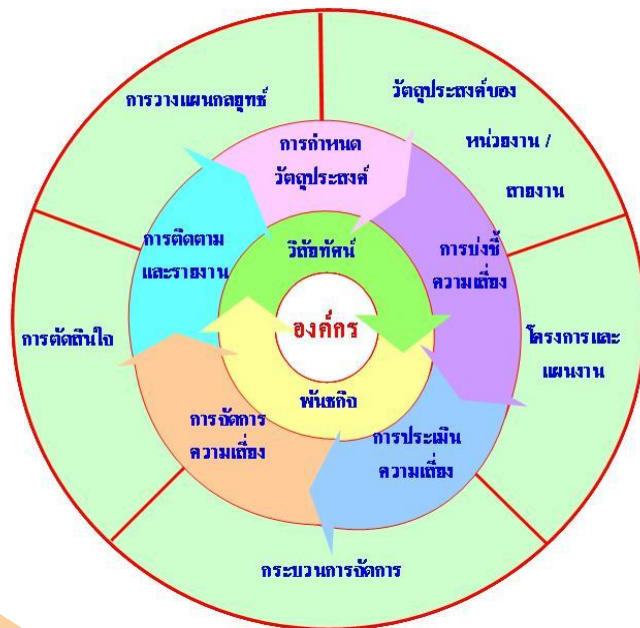 การวางแผนกลยุทธ์
วัตถุประสงค์ของ
หน่วยงาน /
สายงาน
การกำหนด
วัตถุประสงค์
การติดตาม
และรายงาน
วิสัยทัศน์
การบ่งชี้
ความเสี่ยง
องค์กร
การตัดสินใจ
โครงการและ
แผนงาน
พันธกิจ
การจัดการ
ความเสี่ยง
การประเมิน
ความเสี่ยง
กระบวนการจัดการ